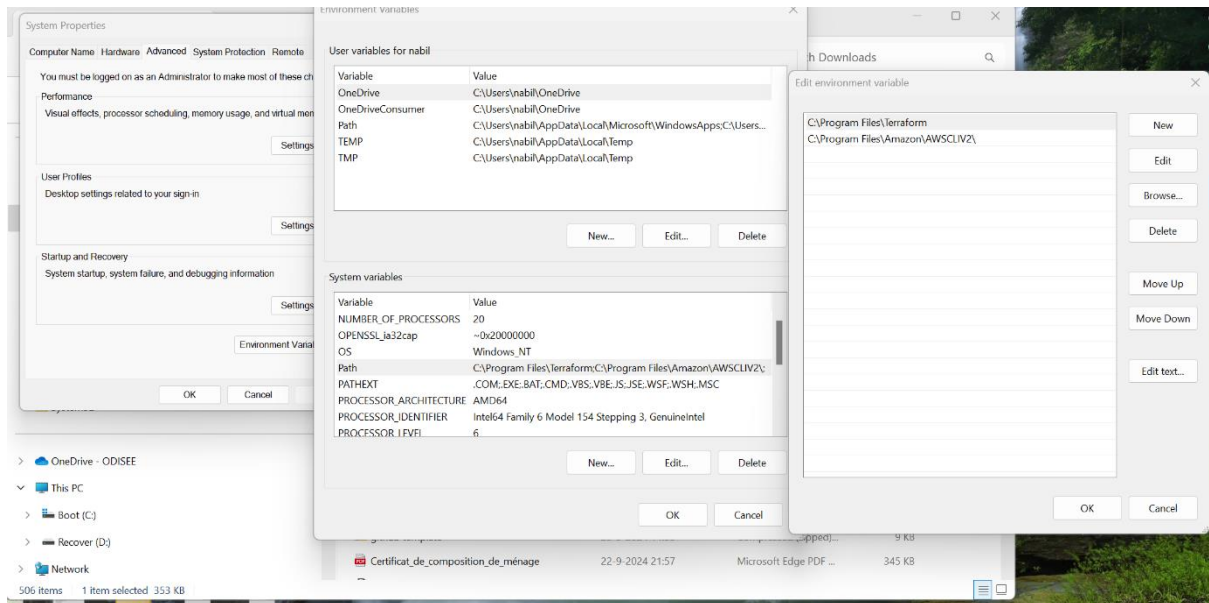 System Properties
Computer Name Hardware Advanced System Protection Remote
You must be logged on as an Administrator to make most of these ch
Performance
Visual effects, processor scheduling, memory usage, and virtual mem
Settings
User Profiles
Desktop settings related to your sign-in
Settings
Startup and Recovery
System startup, system failure, and debugging information
Settings
Environment Varial
OK Cancel
Environment Variables
User variables for nabil
Variable Value
OneDrive C:\Users\nabil\OneDrive
OneDriveConsumer C:\Users\nabil\OneDrive
Path C:\Users\nabil\AppData\Local\Microsoft\WindowsApps;C:\Users...
TEMP C:\Users\nabil\AppData\Local\Temp
TMP C:\Users\nabil\AppData\Local\Temp
New... Edit... Delete
System variables
Variable Value
NUMBER_OF_PROCESSORS 20
OPENSSL_ia32cap ~0x20000000
OS Windows_NT
Path C:\Program Files\Terraform;C:\Program Files\Amazon\AWSCLIV2\;
PATHEXT .COM;.EXE;.BAT;.CMD;.VBS;.VBE;.JS;.JSE;.WSF;.WSH;.MSC
PROCESSOR_ARCHITECTURE AMD64
PROCESSOR_IDENTIFIER Intel64 Family 6 Model 154 Stepping 3, GenuineIntel
PROCESSOR_LEVEL 6
New... Edit... Delete
OK Cancel
ch Downloads
Edit environment variable
C:\Program Files\Terraform
C:\Program Files\Amazon\AWSCLIV2\
New
Edit
Browse...
Delete
Move Up
Move Down
Edit text...
OK Cancel
OneDrive - ODISEE
This PC
Boot (C:)
Recover (D:)
Network
9 KB
Certificat_de_composition_de_ménage 22-9-2024 21:57 Microsoft Edge PDF ... 345 KB
506 items 1 item selected 353 KB